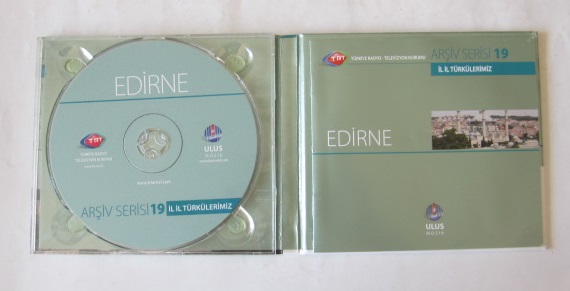 EDİRNE
TRT
TÜRKİYE RADYO
TELEVİZYON KURUMU
ULUS
MÜZİK
ARŞİV SERİSİ 19 İL İL TÜRKÜLERİMİZ
TRT TÜRKİYE RADYO - TELEVİZYON KURUMU
ARŞİV SERİSİ 19
İL İL TÜRKÜLERİMİZ
EDİRNE
ULUS
MÜZİK